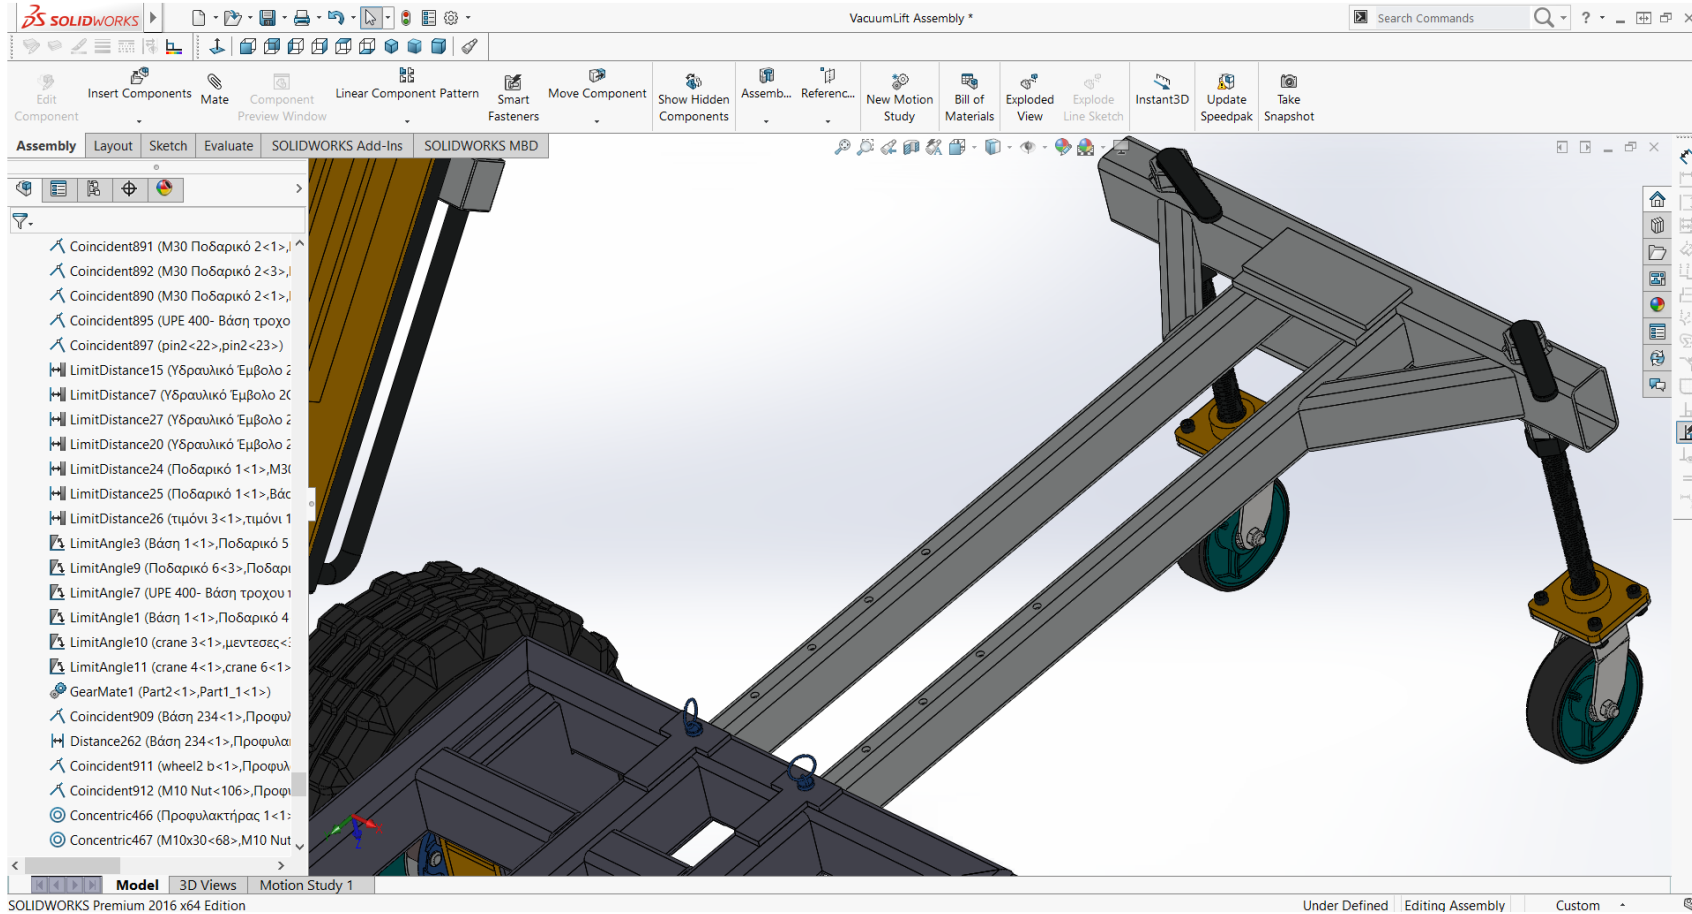 SOLIDWORKS
VacuumLift Assembly *
Search Commands
Edit Component
Insert Components
Mate
Component Preview Window
Linear Component Pattern
Smart Fasteners
Move Component
Show Hidden Components
Assemb...
Referenc...
New Motion Study
Bill of Materials
Exploded View
Explode Line Sketch
Instant3D
Update Speedpak
Take Snapshot
Assembly
Layout
Sketch
Evaluate
SOLIDWORKS Add-Ins
SOLIDWORKS MBD
Coincident891 (M30 Ποδαρικό 2<1>,
Coincident892 (M30 Ποδαρικό 2<3>,
Coincident890 (M30 Ποδαρικό 2<1>,
Coincident895 (UPE 400- Βάση τροχο
Coincident897 (pin2<22>,pin2<23>)
LimitDistance15 (Υδραυλικό Έμβολο 2
LimitDistance7 (Υδραυλικό Έμβολο 2
LimitDistance27 (Υδραυλικό Έμβολο 2
LimitDistance20 (Υδραυλικό Έμβολο 2
LimitDistance24 (Ποδαρικό 1<1>,M30
LimitDistance25 (Ποδαρικό 1<1>,Βάσ
LimitDistance26 (τιμόνι 3<1>,τιμόνι 1
LimitAngle3 (Βάση 1<1>,Ποδαρικό 5
LimitAngle9 (Ποδαρικό 6<3>,Ποδαρι
LimitAngle7 (UPE 400- Βάση τροχου
LimitAngle1 (Βάση 1<1>,Ποδαρικό 4
LimitAngle10 (crane 3<1>,μεντεσες<
LimitAngle11 (crane 4<1>,crane 6<1>
GearMate1 (Part2<1>,Part1_1<1>)
Coincident909 (Βάση 234<1>,Προφυλ
Distance262 (Βάση 234<1>,Προφυλα
Coincident911 (wheel2 b<1>,Προφυλ
Coincident912 (M10 Nut<106>,Προφυ
Concentric466 (Προφυλακτήρας 1<1>
Concentric467 (M10x30<68>,M10 Nut
Model
3D Views
Motion Study 1
SOLIDWORKS Premium 2016 x64 Edition
Under Defined
Editing Assembly
Custom